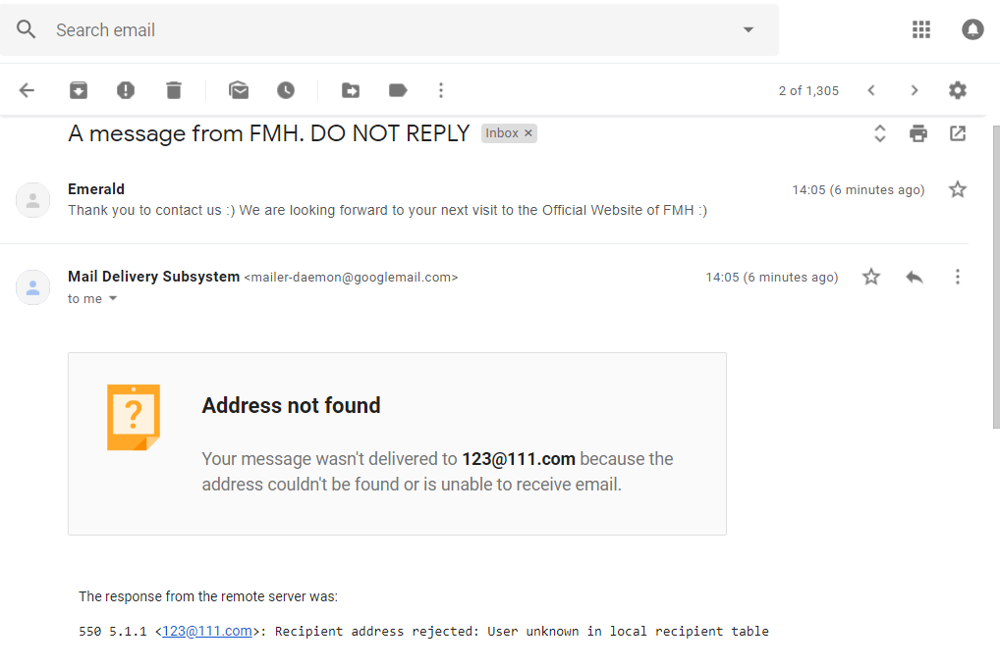 Search email
2 of 1,305
A message from FMH. DO NOT REPLY Inbox ×
Emerald 14:05 (6 minutes ago)
Thank you to contact us :) We are looking forward to your next visit to the Official Website of FMH :)
Mail Delivery Subsystem <mailer-daemon@googlemail.com> 14:05 (6 minutes ago)
to me
?
Address not found
Your message wasn't delivered to 123@111.com because the
address couldn't be found or is unable to receive email.
The response from the remote server was:
550 5.1.1 <123@111.com>: Recipient address rejected: User unknown in local recipient table